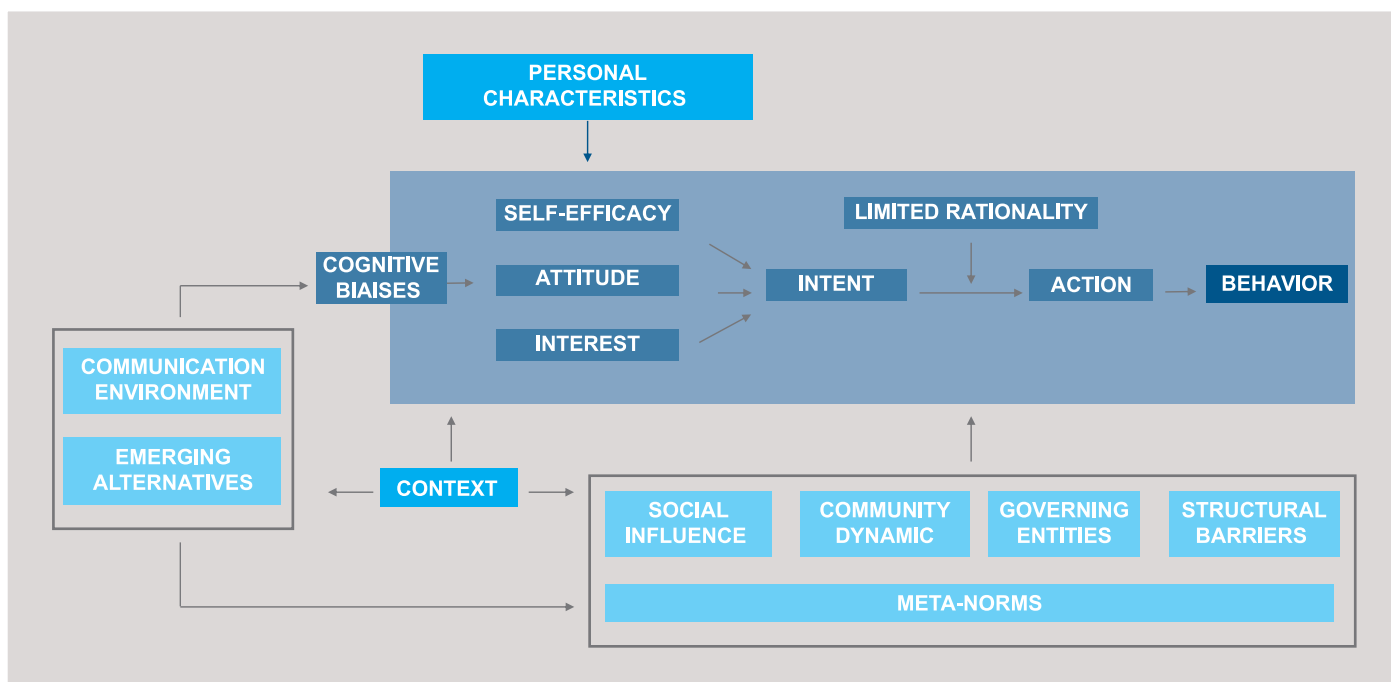 PERSONAL
CHARACTERISTICS
SELF-EFFICACY
LIMITED RATIONALITY
COGNITIVE
BIAISES
ATTITUDE
INTENT
ACTION
BEHAVIOR
INTEREST
COMMUNICATION
ENVIRONMENT
EMERGING
ALTERNATIVES
CONTEXT
SOCIAL
INFLUENCE
COMMUNITY
DYNAMIC
GOVERNING
ENTITIES
STRUCTURAL
BARRIERS
META-NORMS